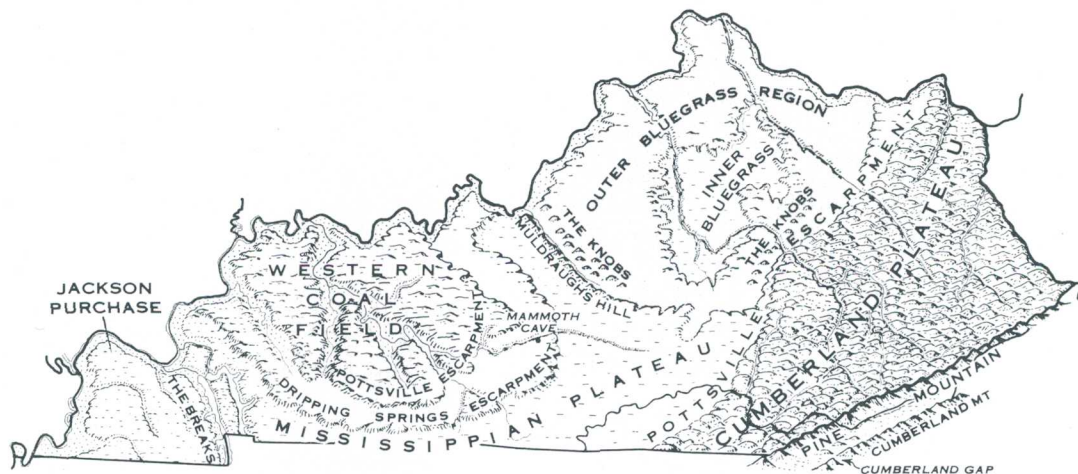 OUTER BLUEGRASS REGION
INNER
BLUEGRASS
THE KNOBS
MULDRAUGHS HILL
THE KNOBS
POTTSVILLE ESCARPMENT
CUMBERLAND PLATEAU
WESTERN
COAL
FIELD
JACKSON
PURCHASE
THE BREAKS
MAMMOTH
CAVE
POTTSVILLE ESCARPMENT
DRIPPING SPRINGS ESCARPMENT
MISSISSIPPIAN PLATEAU
PINE MOUNTAIN
CUMBERLAND MT
CUMBERLAND GAP